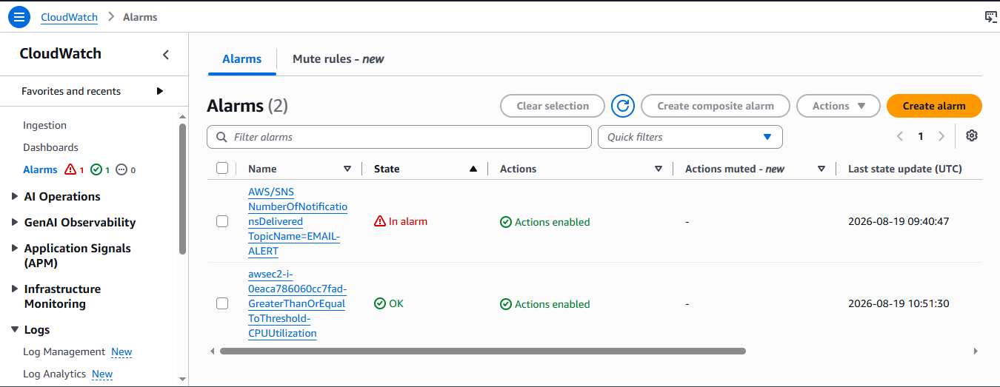 CloudWatch > Alarms
CloudWatch
Favorites and recents
Ingestion
Dashboards
Alarms 1 1 0
AI Operations
GenAI Observability
Application Signals
(APM)
Infrastructure
Monitoring
Logs
Log Management New
Log Analytics New
Alarms
Mute rules - new
Alarms (2)
Clear selection
Create composite alarm
Actions
Create alarm
Filter alarms
Quick filters
1
Name
State
Actions
Actions muted - new
Last state update (UTC)
AWS/SNS
NumberOfNotificatio
nsDelivered
TopicName=EMAIL-
ALERT
In alarm
Actions enabled
-
2026-08-19 09:40:47
awsec2-i-
0eaca786060cc7fad-
GreaterThanOrEqual
ToThreshold-
CPUUtilization
OK
Actions enabled
-
2026-08-19 10:51:30